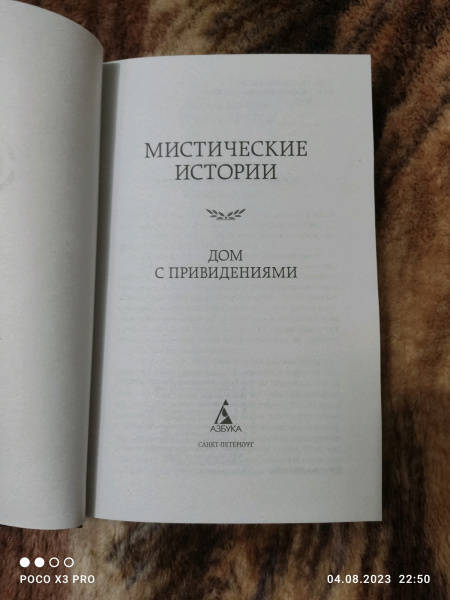 МИСТИЧЕСКИЕ
ИСТОРИИ
ДОМ
С ПРИВИДЕНИЯМИ
АЗБУКА
САНКТ-ПЕТЕРБУРГ
POCO X3 PRO
04.08.2023 22:50